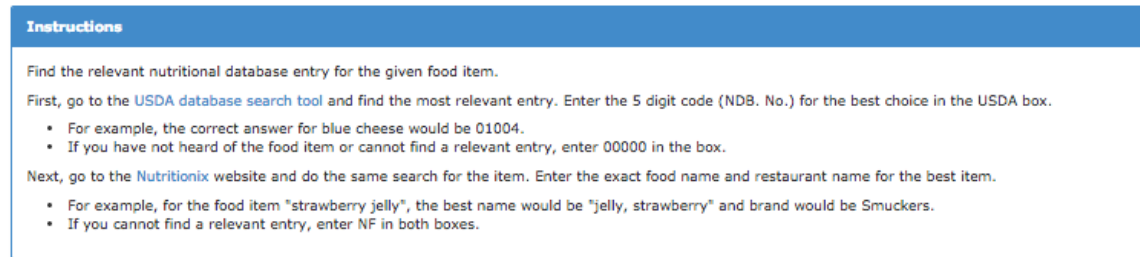 Instructions
Find the relevant nutritional database entry for the given food item.
First, go to the USDA database search tool and find the most relevant entry. Enter the 5 digit code (NDB. No.) for the best choice in the USDA box.
• For example, the correct answer for blue cheese would be 01004.
• If you have not heard of the food item or cannot find a relevant entry, enter 00000 in the box.
Next, go to the Nutritionix website and do the same search for the item. Enter the exact food name and restaurant name for the best item.
• For example, for the food item "strawberry jelly", the best name would be "jelly, strawberry" and brand would be Smuckers.
• If you cannot find a relevant entry, enter NF in both boxes.